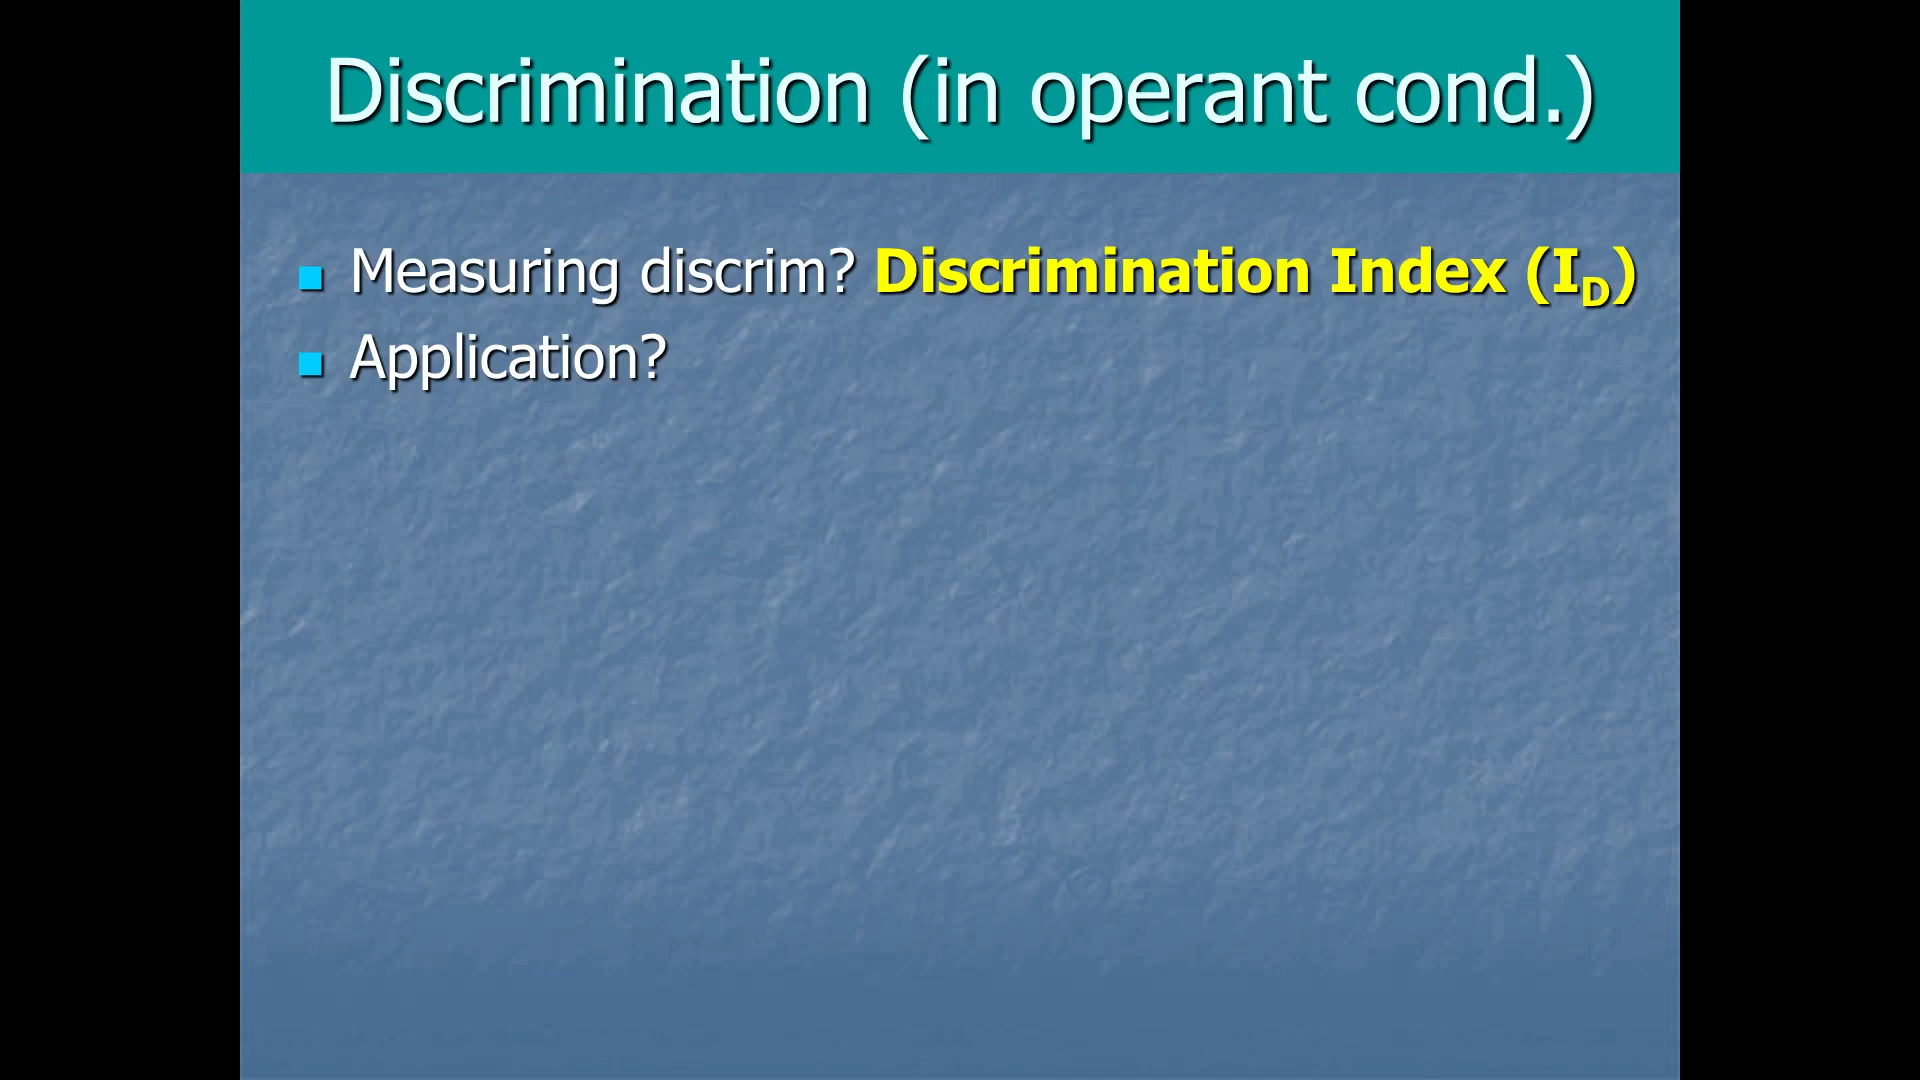 Discrimination (in operant cond.)
Measuring discrim? Discrimination Index (I_D)
Application?